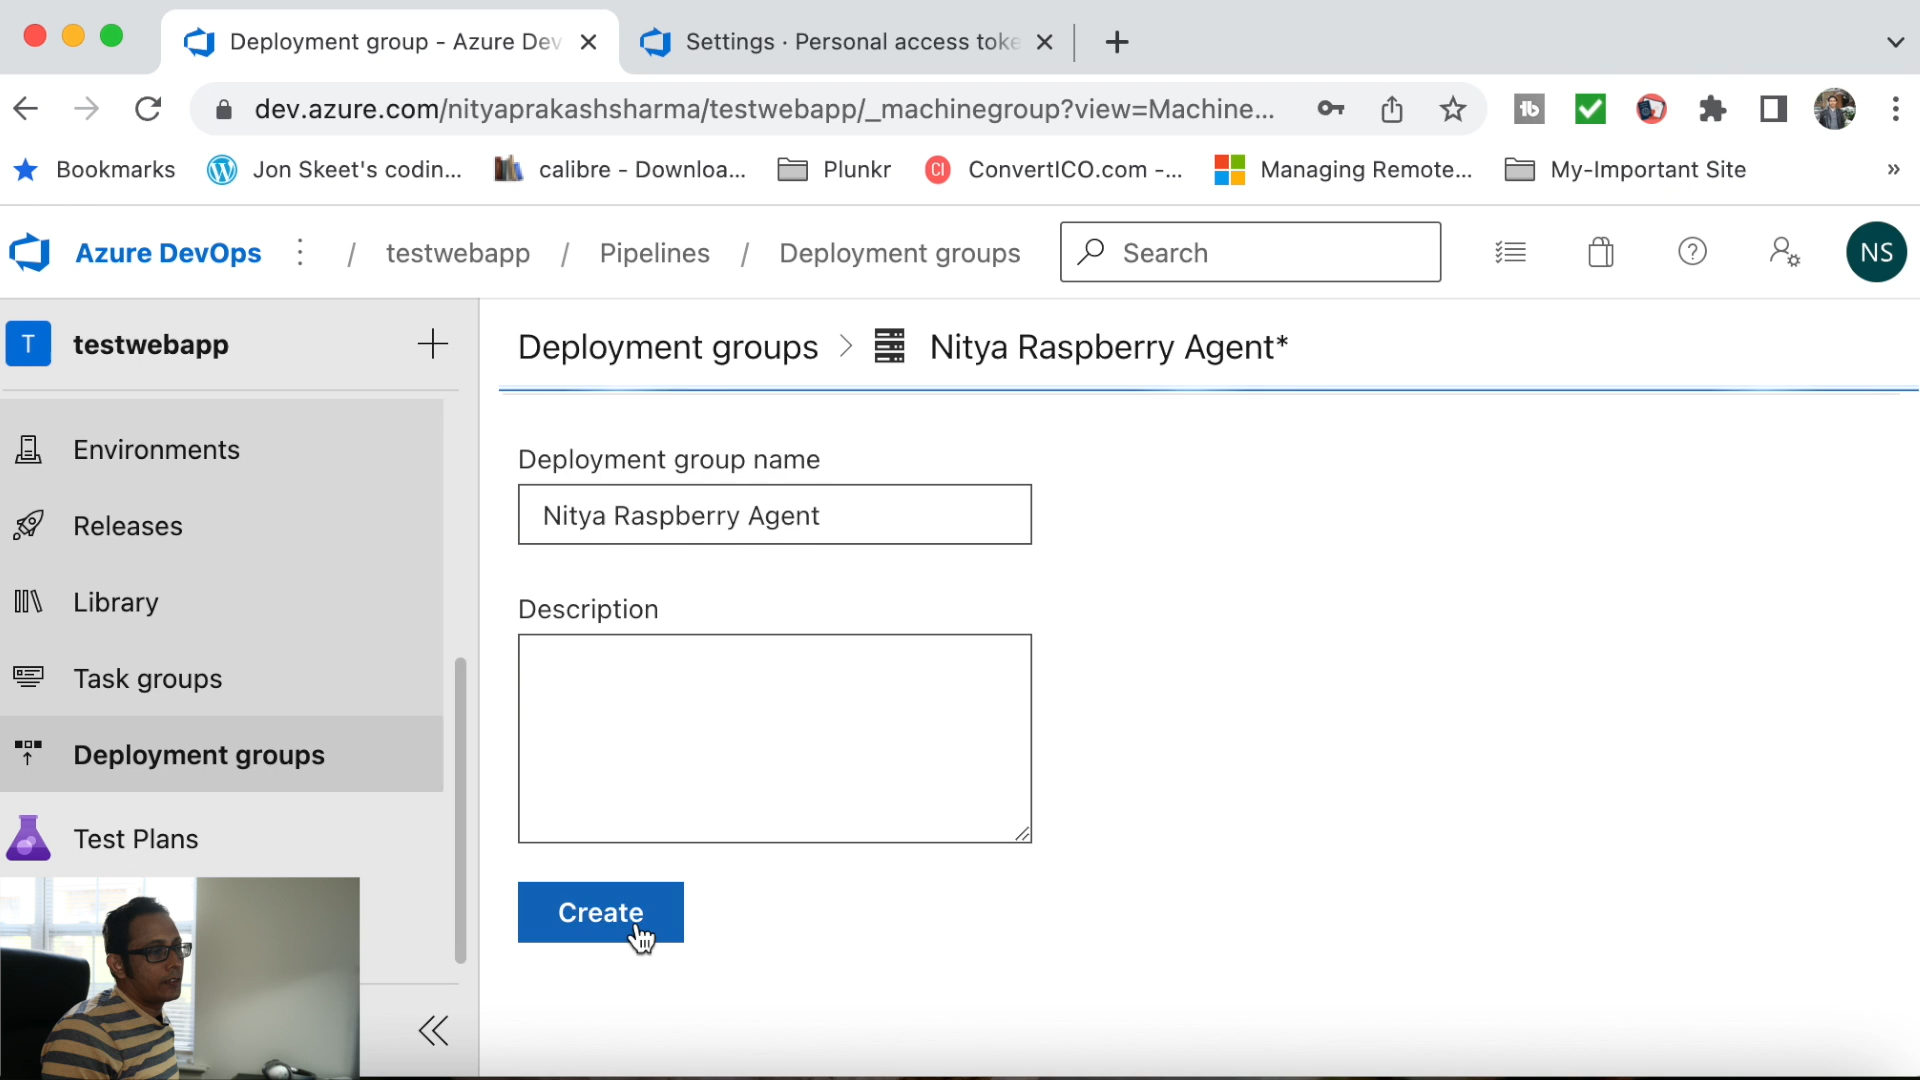 Deployment group - Azure Dev
Settings · Personal access toke
dev.azure.com/nityaprakashsharma/testwebapp/_machinegroup?view=Machine...
tb
Bookmarks
Jon Skeet's codin...
calibre - Downloa...
Plunkr
CI
ConvertICO.com -...
Managing Remote...
My-Important Site
»
Azure DevOps / testwebapp / Pipelines / Deployment groups
Search
NS
T testwebapp
Deployment groups > Nitya Raspberry Agent*
Environments
Releases
Library
Task groups
Deployment groups
Test Plans
Deployment group name
Nitya Raspberry Agent
Description
Create